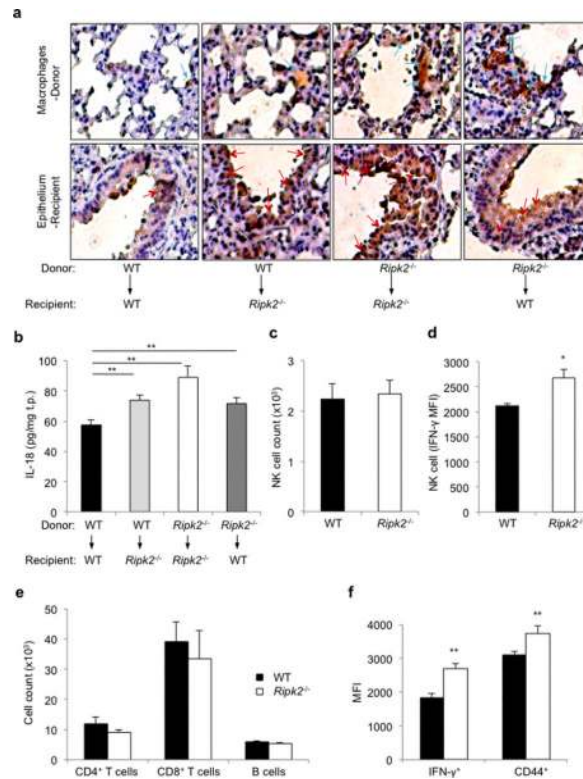 a
Macrophages
-Donor
Epithelium
-Recipient
Donor: WT WT Ripk2-/- Ripk2-/-
Recipient: WT Ripk2-/- Ripk2-/- WT
b
IL-18
(pg/mg t.p.)
100
80
60
40
20
0
** 
**
**
Donor: WT WT Ripk2-/- Ripk2-/-
Recipient: WT Ripk2-/- Ripk2-/- WT
c
NK cell count (x10³)
3
2
1
0
WT Ripk2-/-
d
NK cell (IFN-γ MFI)
3000
2500
2000
1500
1000
500
0
*
WT Ripk2-/-
e
Cell count (x10³)
50
40
30
20
10
0
WT
Ripk2-/-
CD4⁺ T cells CD8⁺ T cells B cells
f
MFI
4000
3000
2000
1000
0
**
**
IFN-γ⁺ CD44⁺